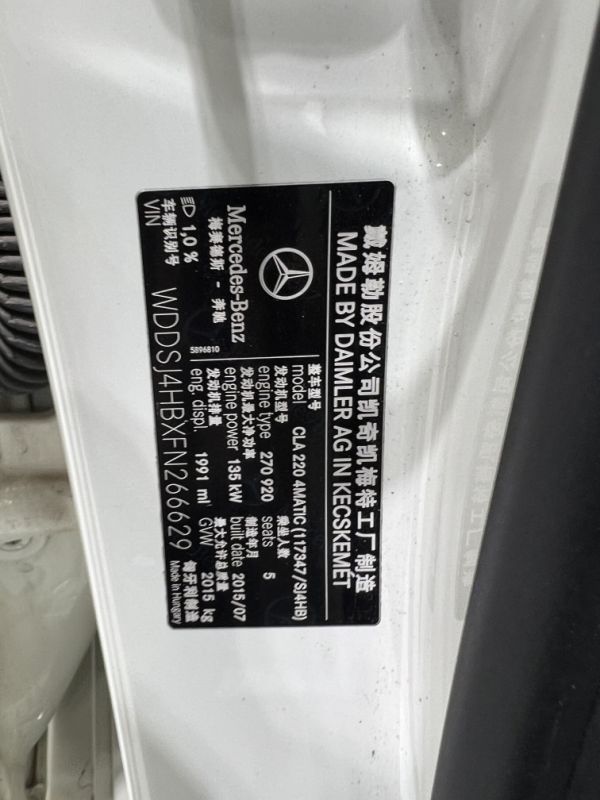 戴姆勒股份公司凯奇凯梅特工厂制造
MADE BY DAIMLER AG IN KECSKEMÉT
Mercedes-Benz
梅赛德斯 - 奔驰
5896810
整车型号
model CLA 220 4MATIC (117347/SJ4HB)
发动机型号 乘坐人数
engine type 270 920 seats 5
发动机最大净功率 制造年月
engine power 135 kW built date 2015/07
发动机排量 最大允许总质量
eng. displ. 1991 ml GVW 2015 kg
1,0 %
车辆识别号 匈牙利制造
VIN WDDSJ4HBXFN266629 Made in Hungary